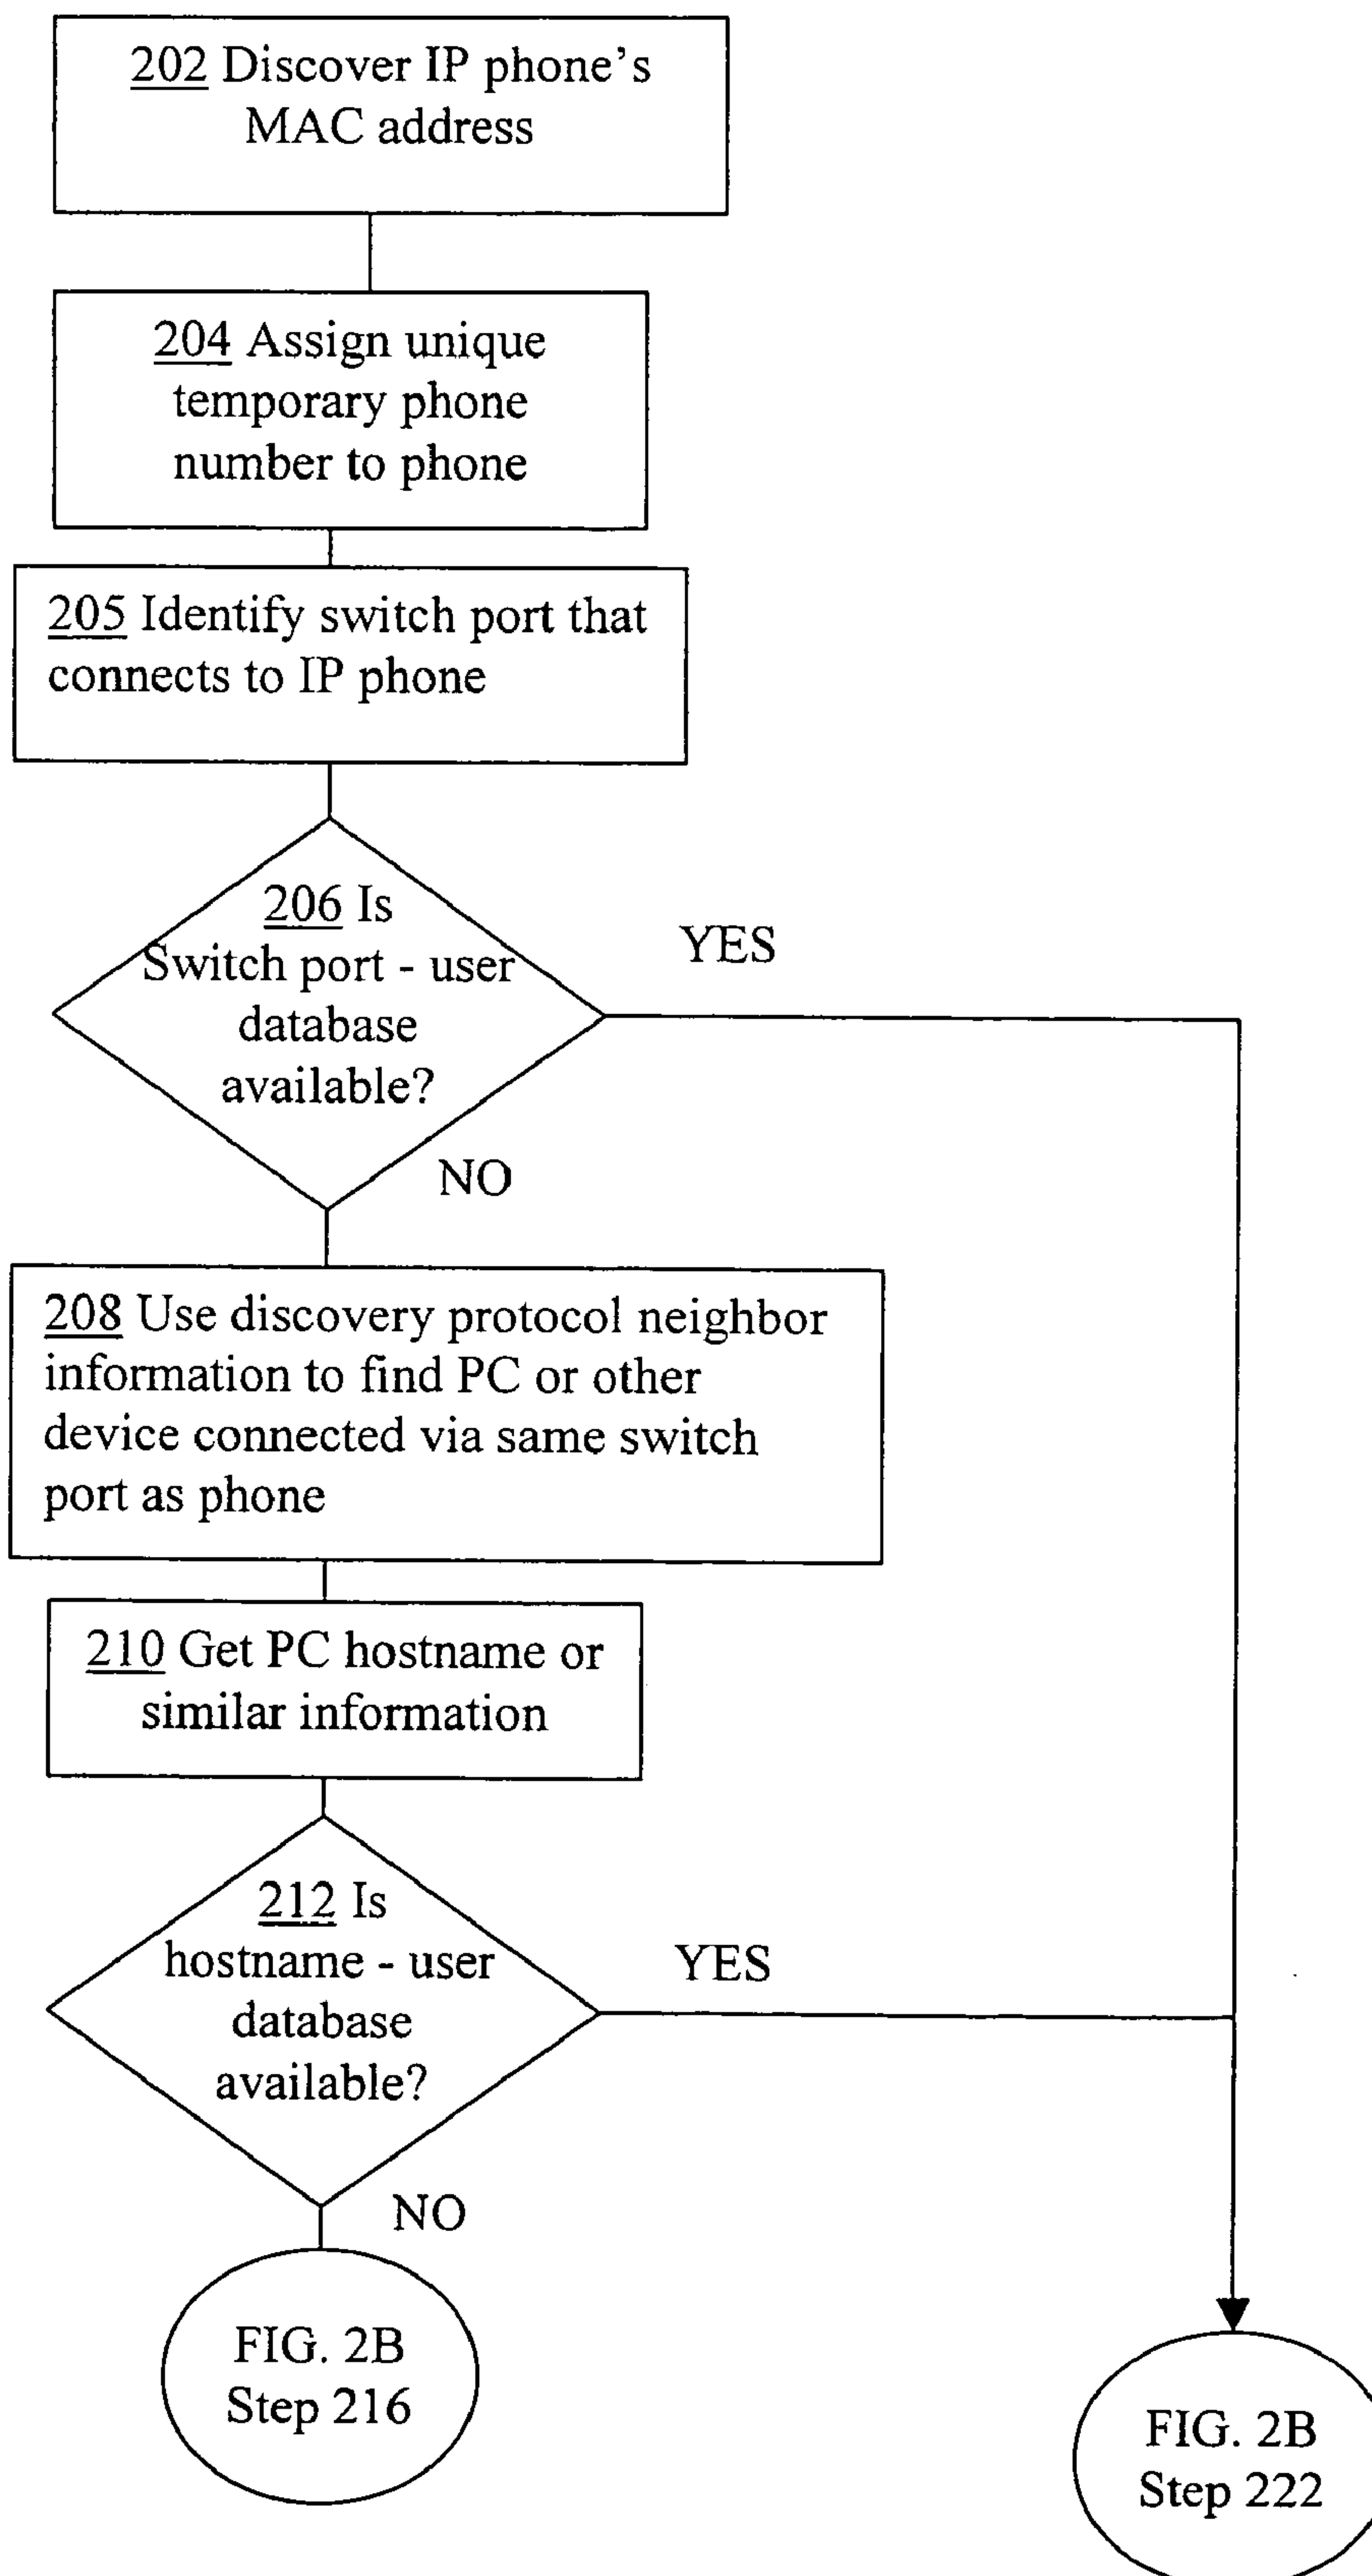 202 Discover IP phone's
MAC address
204 Assign unique
temporary phone
number to phone
205 Identify switch port that
connects to IP phone
206 Is
Switch port - user
database
available?
YES
NO
208 Use discovery protocol neighbor
information to find PC or other
device connected via same switch
port as phone
210 Get PC hostname or
similar information
212 Is
hostname - user
database
available?
YES
NO
FIG. 2B
Step 216
FIG. 2B
Step 222